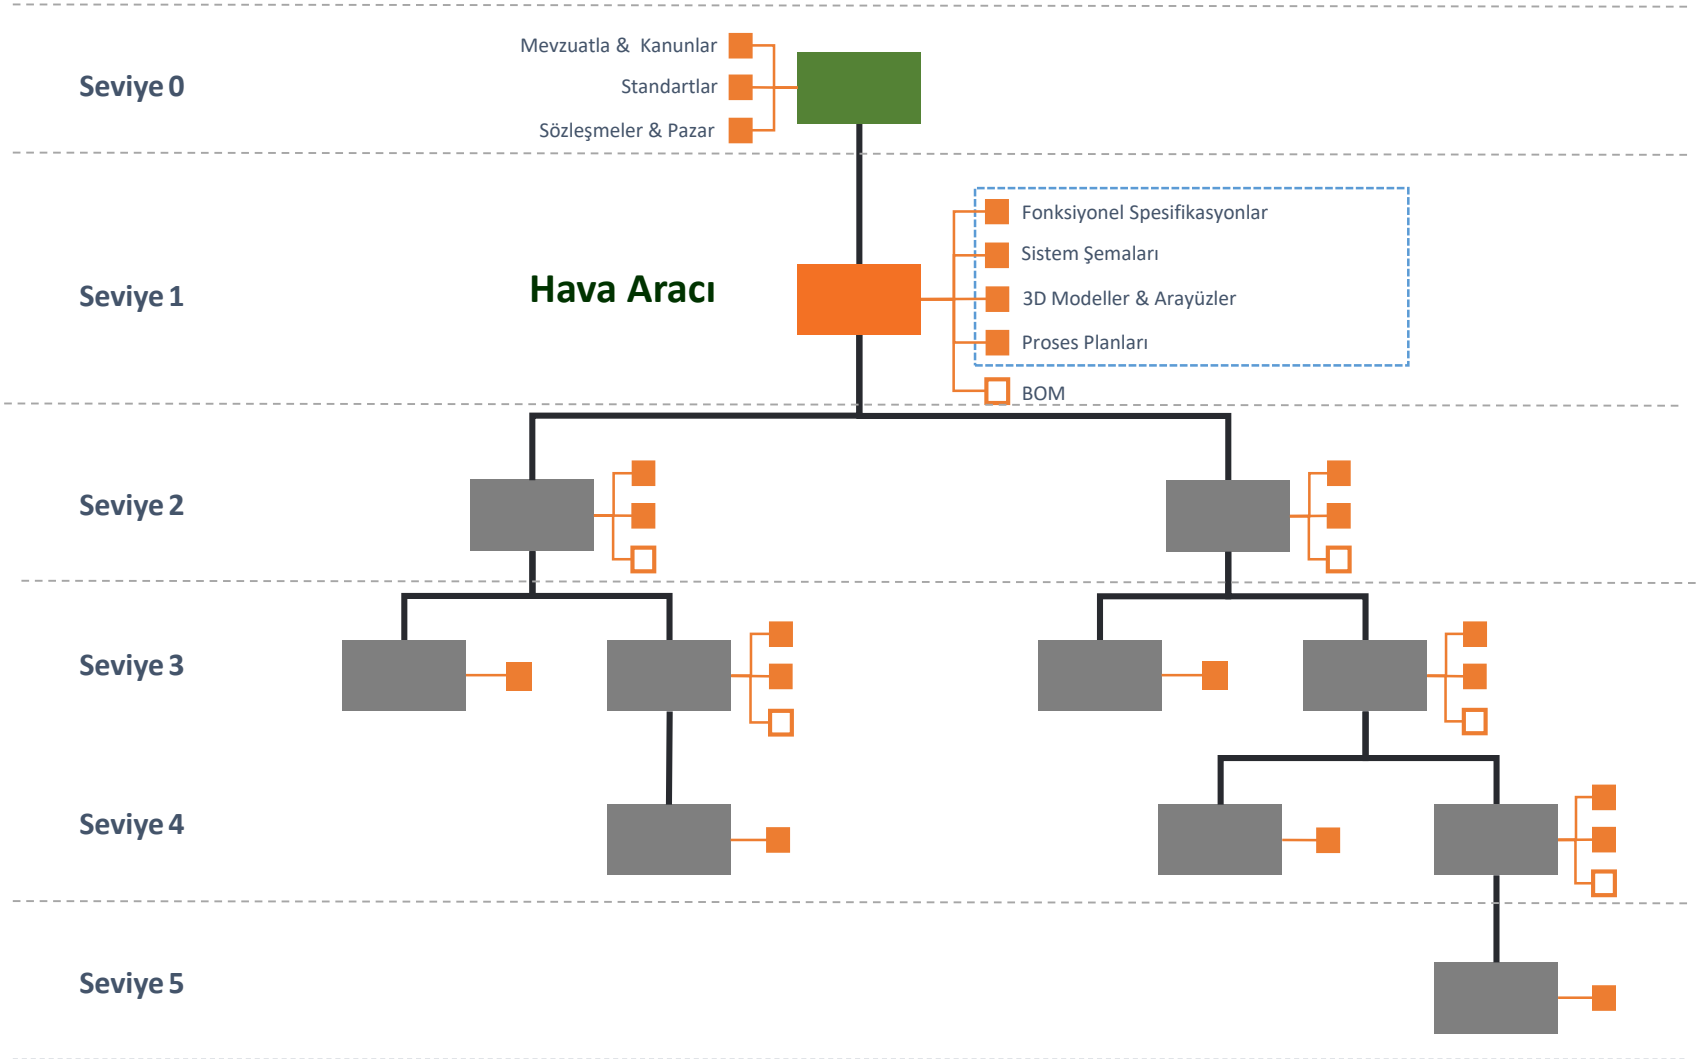 Mevzuatla & Kanunlar
Seviye 0
Standartlar
Sözleşmeler & Pazar
Fonksiyonel Spesifikasyonlar
Sistem Şemaları
Seviye 1
Hava Aracı
3D Modeller & Arayüzler
Proses Planları
BOM
Seviye 2
Seviye 3
Seviye 4
Seviye 5